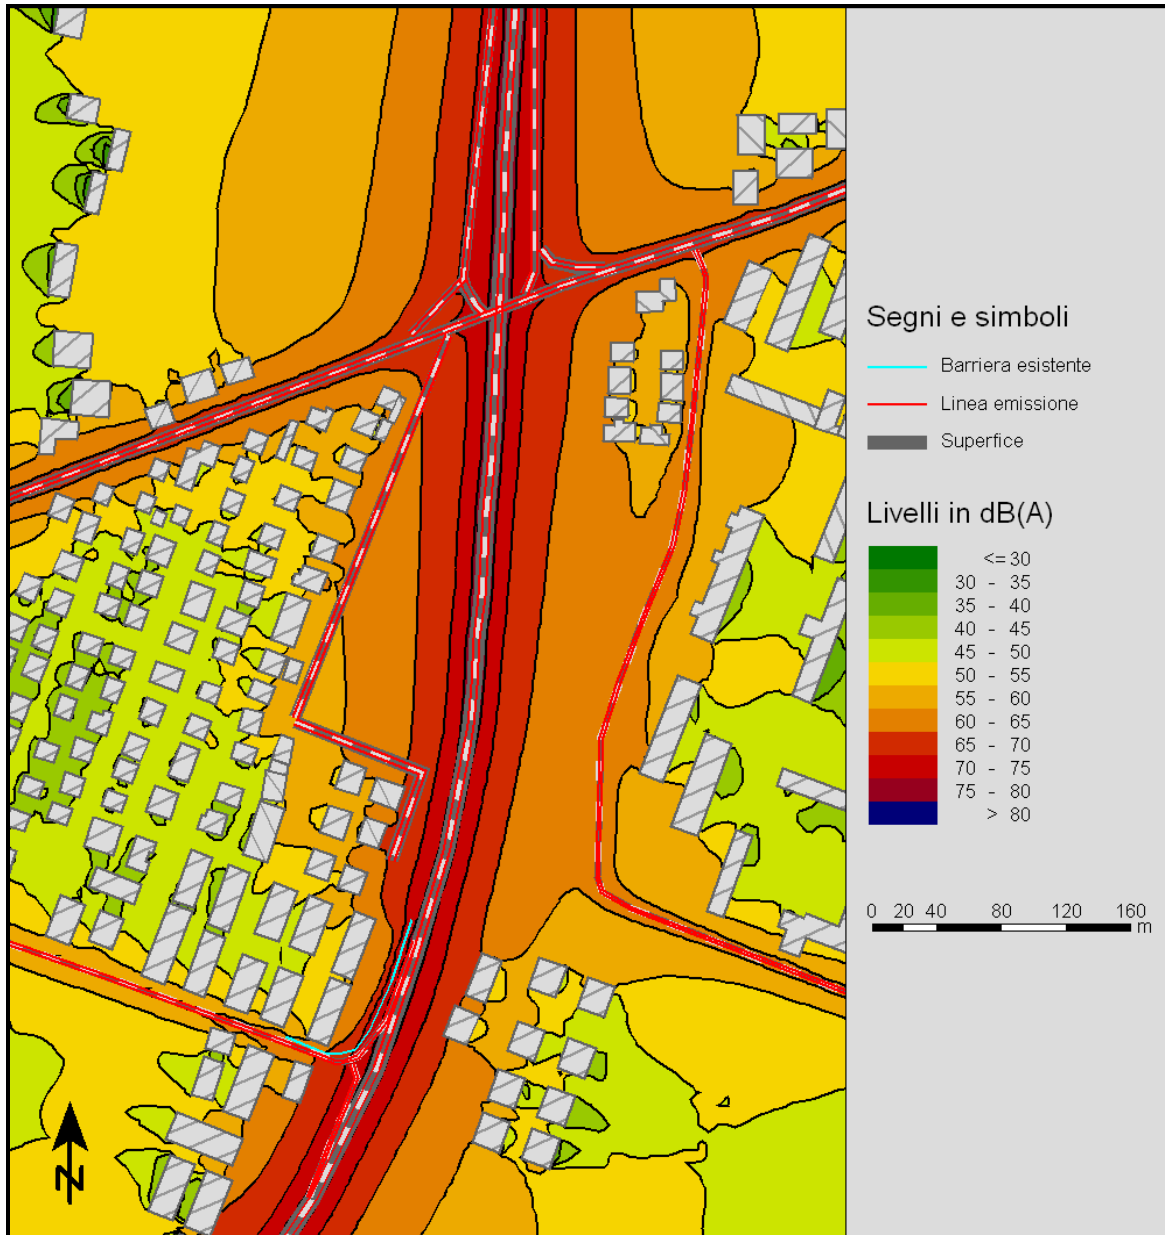 Segni e simboli
Barriera esistente
Linea emissione
Superfice
Livelli in dB(A)
<= 30
30 - 35
35 - 40
40 - 45
45 - 50
50 - 55
55 - 60
60 - 65
65 - 70
70 - 75
75 - 80
> 80
0 20 40 80 120 160
m
N